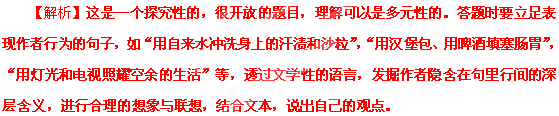 【解析】这是一个探究性的，很开放的题目，理解可以是多元性的。答题时要立足表
现作者行为的句子，如“用自来水冲洗身上的汗渍和沙粒”，“用汉堡包、用啤酒填塞肠胃”，
“用灯光和电视照耀空余的生活”等，透过文学性的语言，发掘作者隐含在句里行间的深
层含义，进行合理的想象与联想，结合文本，说出自己的观点。